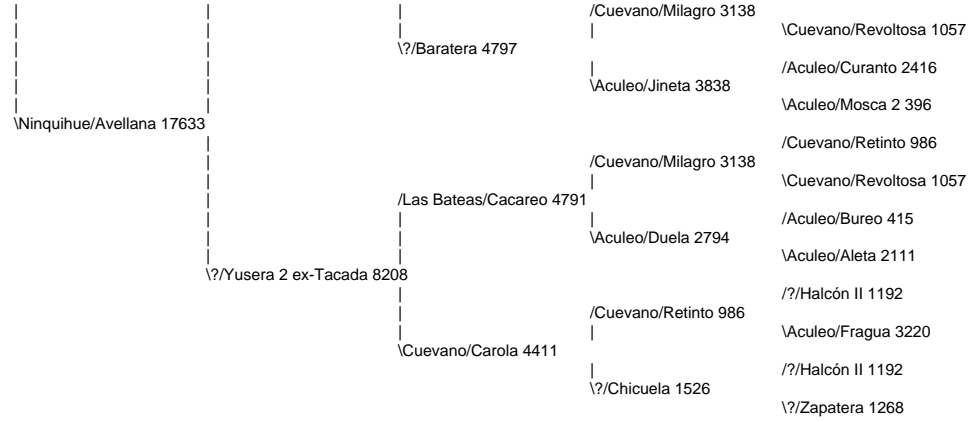 /Cuevano/Milagro 3138
\Cuevano/Revoltosa 1057
\?/Baratera 4797
/Aculeo/Curanto 2416
\Aculeo/Jineta 3838
\Aculeo/Mosca 2 396
\Ninquihue/Avellana 17633
/Cuevano/Retinto 986
/Cuevano/Milagro 3138
\Cuevano/Revoltosa 1057
/Las Bateas/Cacareo 4791
/Aculeo/Bureo 415
\Aculeo/Duela 2794
\Aculeo/Aleta 2111
\?/Yusera 2 ex-Tacada 8208
/?/Halcón II 1192
/Cuevano/Retinto 986
\Aculeo/Fragua 3220
\Cuevano/Carola 4411
/?/Halcón II 1192
\?/Chicuela 1526
\?/Zapatera 1268